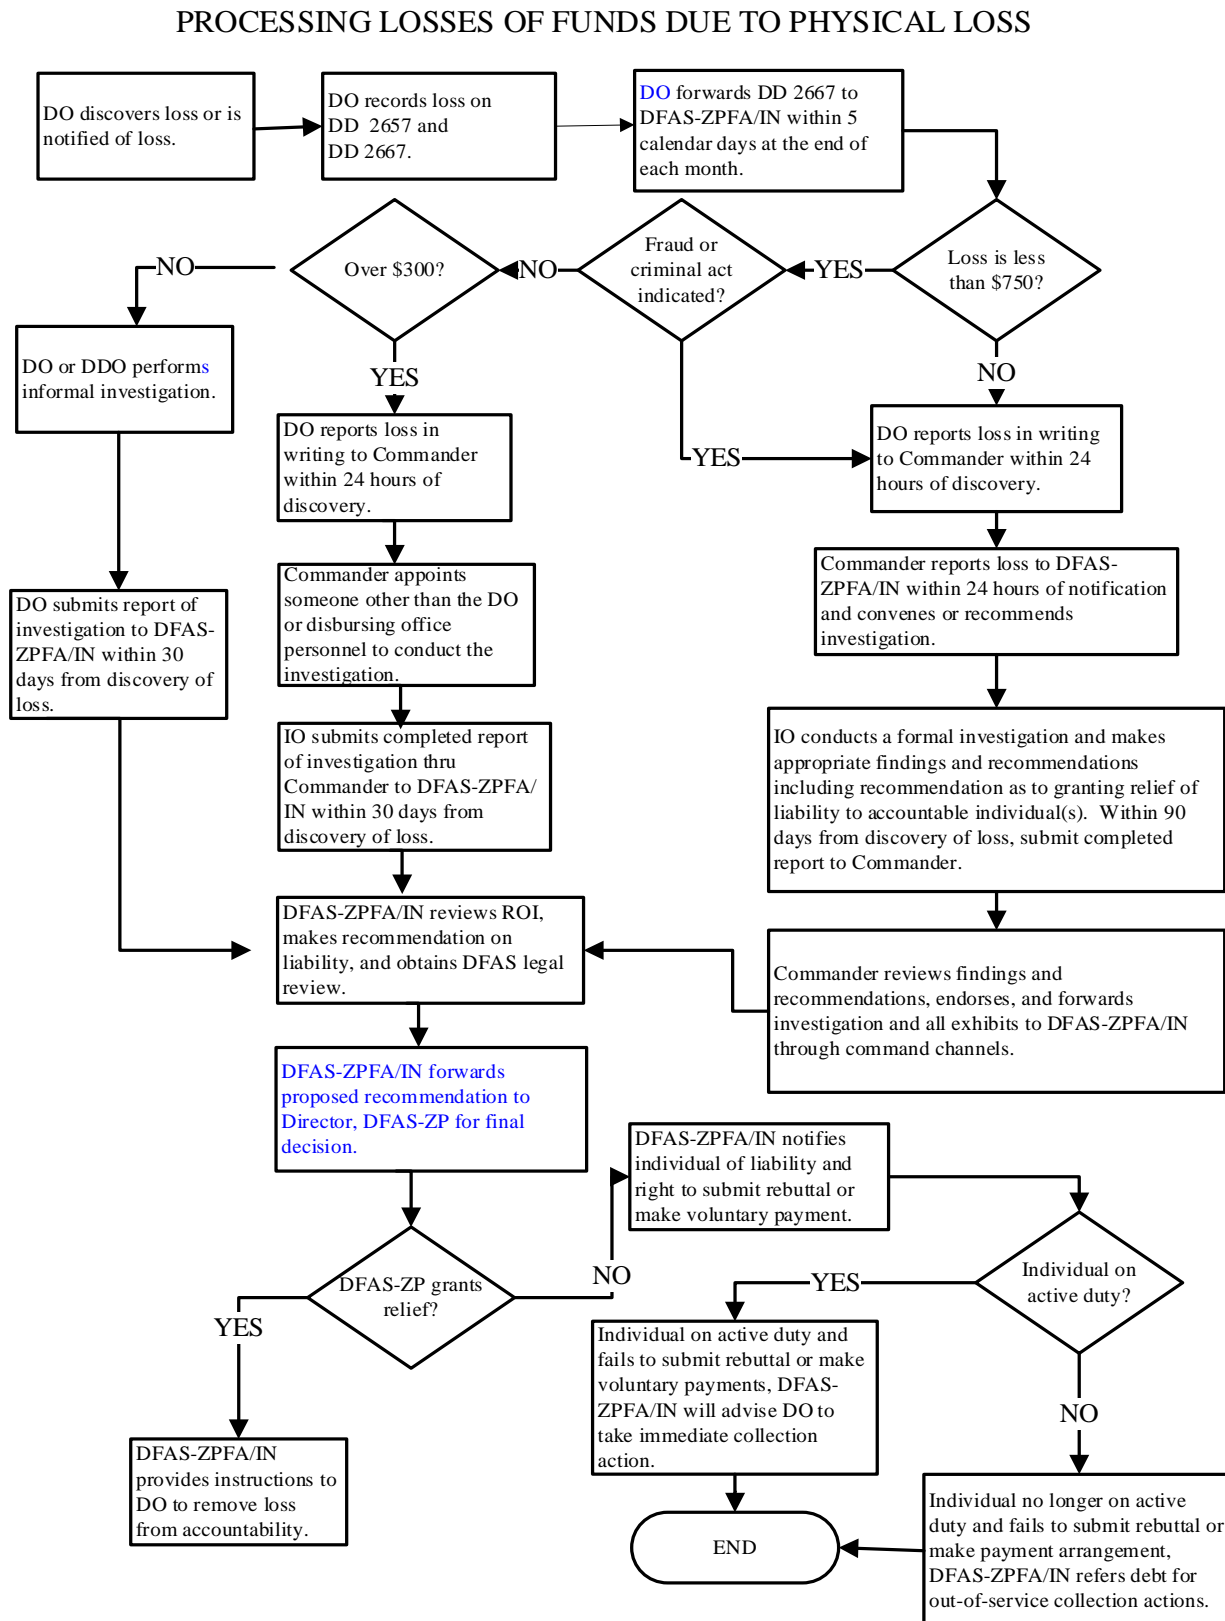 PROCESSING LOSSES OF FUNDS DUE TO PHYSICAL LOSS
DO discovers loss or is
notified of loss.
DO records loss on
DD 2657 and
DD 2667.
DO forwards DD 2667 to
DFAS-ZPFA/IN within 5
calendar days at the end of
each month.
Loss is less
than $750?
YES
Fraud or
criminal act
indicated?
NO
Over $300?
NO
DO or DDO performs
informal investigation.
YES
DO reports loss in
writing to Commander
within 24 hours of
discovery.
YES
NO
DO reports loss in writing
to Commander within 24
hours of discovery.
Commander appoints
someone other than the DO
or disbursing office
personnel to conduct the
investigation.
Commander reports loss to DFAS-
ZPFA/IN within 24 hours of notification
and convenes or recommends
investigation.
DO submits report of
investigation to DFAS-
ZPFA/IN within 30
days from discovery of
loss.
IO submits completed report
of investigation thru
Commander to DFAS-ZPFA/
IN within 30 days from
discovery of loss.
IO conducts a formal investigation and makes
appropriate findings and recommendations
including recommendation as to granting relief of
liability to accountable individual(s). Within 90
days from discovery of loss, submit completed
report to Commander.
DFAS-ZPFA/IN reviews ROI,
makes recommendation on
liability, and obtains DFAS legal
review.
Commander reviews findings and
recommendations, endorses, and forwards
investigation and all exhibits to DFAS-ZPFA/IN
through command channels.
DFAS-ZPFA/IN forwards
proposed recommendation to
Director, DFAS-ZP for final
decision.
DFAS-ZPFA/IN notifies
individual of liability and
right to submit rebuttal or
make voluntary payment.
DFAS-ZP grants
relief?
NO
YES
Individual on
active duty?
YES
Individual on active duty and
fails to submit rebuttal or make
voluntary payments, DFAS-
ZPFA/IN will advise DO to
take immediate collection
action.
NO
DFAS-ZPFA/IN
provides instructions to
DO to remove loss
from accountability.
END
Individual no longer on active
duty and fails to submit rebuttal or
make payment arrangement,
DFAS-ZPFA/IN refers debt for
out-of-service collection actions.